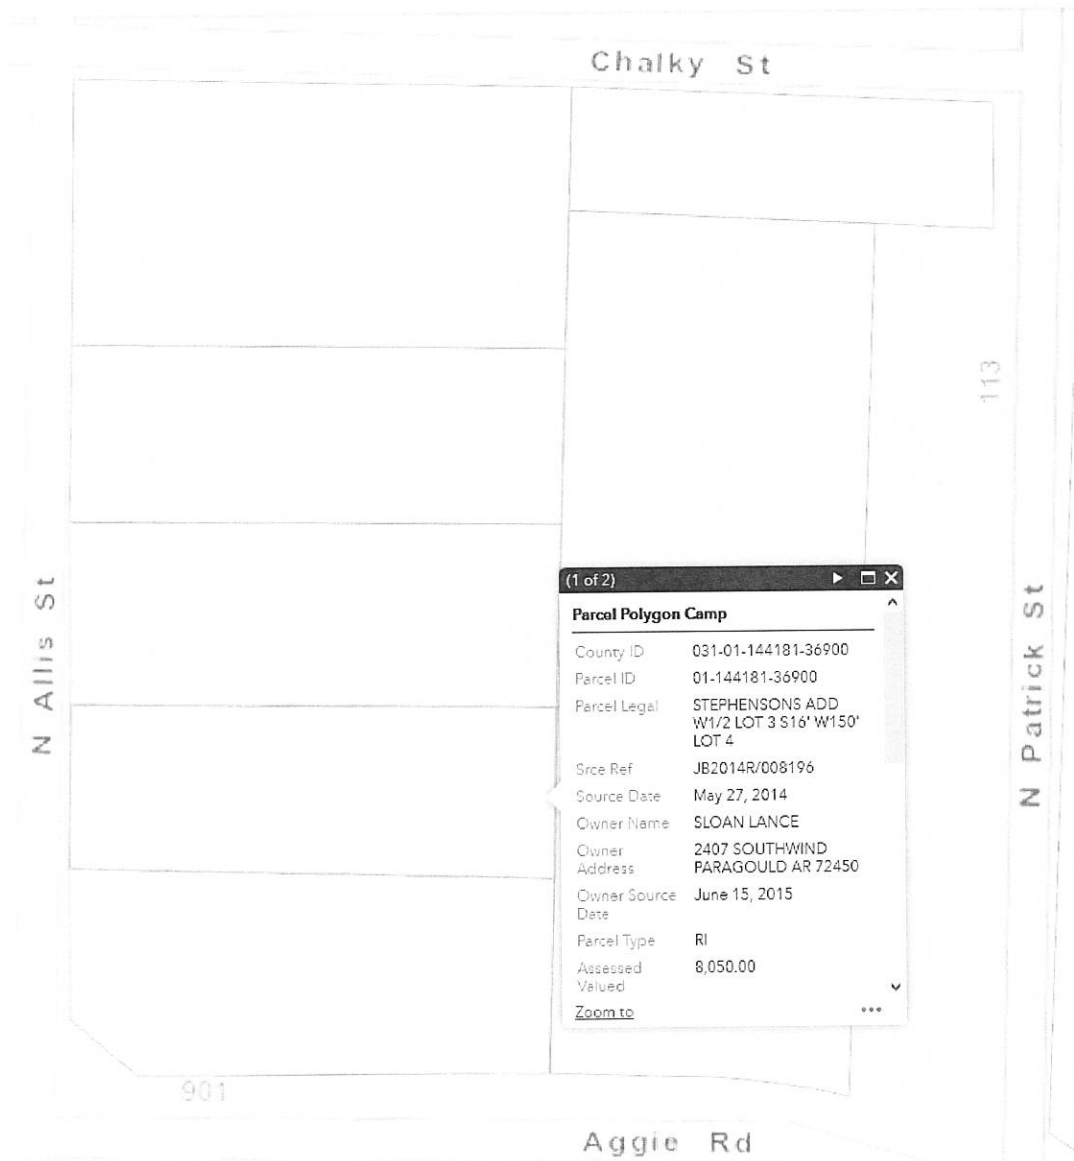 Chalky St
113
N Allis St
N Patrick St
(1 of 2)
Parcel Polygon Camp
County ID 031-01-144181-36900
Parcel ID 01-144181-36900
Parcel Legal STEPHENSONS ADD
W1/2 LOT 3 S16' W150'
LOT 4
Srce Ref JB2014R/008196
Source Date May 27, 2014
Owner Name SLOAN LANCE
Owner Address 2407 SOUTHWIND
PARAGOULD AR 72450
Owner Source Date June 15, 2015
Parcel Type RI
Assessed Valued 8,050.00
Zoom to
901
Aggie Rd